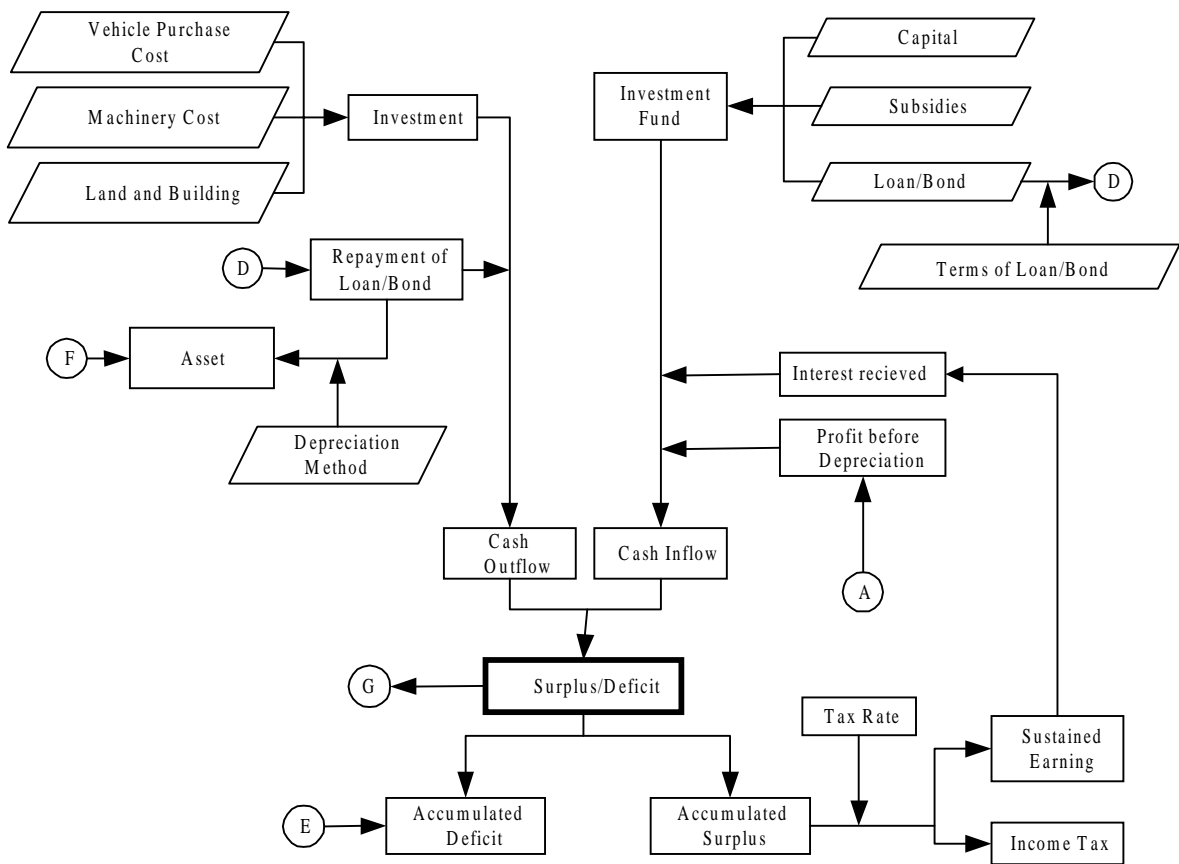 Vehicle Purchase
Cost
Machinery Cost
Land and Building
Investment
Investment
Fund
Capital
Subsidies
Loan/Bond
D
Terms of Loan/Bond
D
Repayment of
Loan/Bond
F
Asset
Depreciation
Method
Interest recieved
Profit before
Depreciation
A
Cash
Outflow
Cash Inflow
G
Surplus/Deficit
Tax Rate
Sustained
Earning
E
Accumulated
Deficit
Accumulated
Surplus
Income Tax